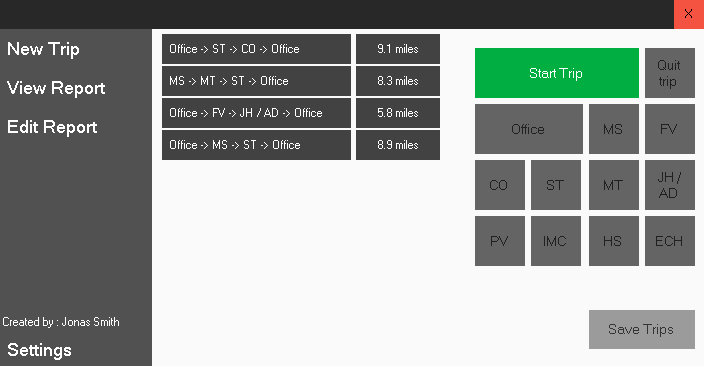 X
New Trip
View Report
Edit Report
Created by : Jonas Smith
Settings
Office -> ST -> CO -> Office 9.1 miles
MS -> MT -> ST -> Office 8.3 miles
Office -> FV -> JH / AD -> Office 5.8 miles
Office -> MS -> ST -> Office 8.9 miles
Start Trip
Quit
trip
Office MS FV
CO ST MT JH /
AD
PV IMC HS ECH
Save Trips